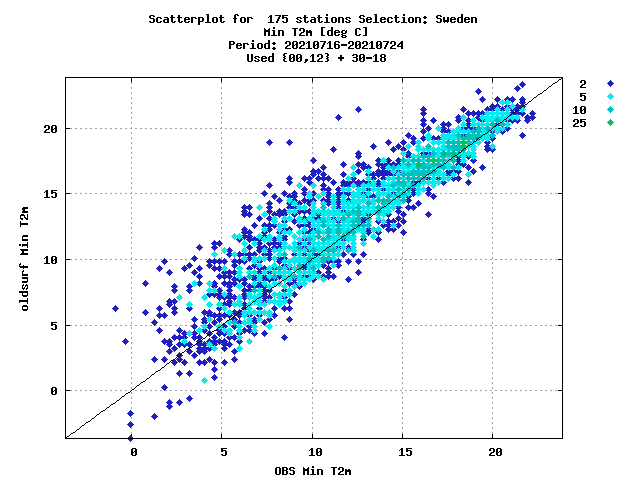 Scatterplot for  175 stations Selection: Sweden
Min T2m [deg C]
Period: 20210716-20210724
Used {00,12} + 30-18
2
5
10
25
20
15
10
5
0
oldsurf Min T2m
0 5 10 15 20
OBS Min T2m